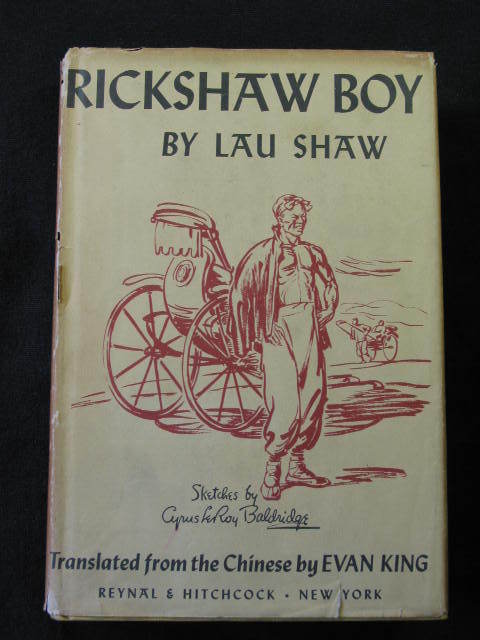 RICKSHAW BOY
BY LAU SHAW
Sketches by
Cyrus LeRoy Baldridge
Translated from the Chinese by EVAN KING
REYNAL & HITCHCOCK • NEW YORK